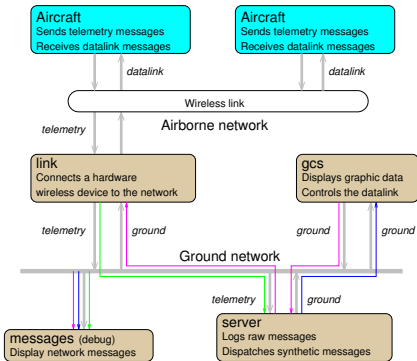 Aircraft
Sends telemetry messages
Receives datalink messages
Aircraft
Sends telemetry messages
Receives datalink messages
datalink
datalink
Wireless link
telemetry
Airborne network
link
Connects a hardware
wireless device to the network
gcs
Displays graphic data
Controls the datalink
telemetry
ground
ground
ground
Ground network
telemetry
ground
messages (debug)
Display network messages
server
Logs raw messages
Dispatches synthetic messages